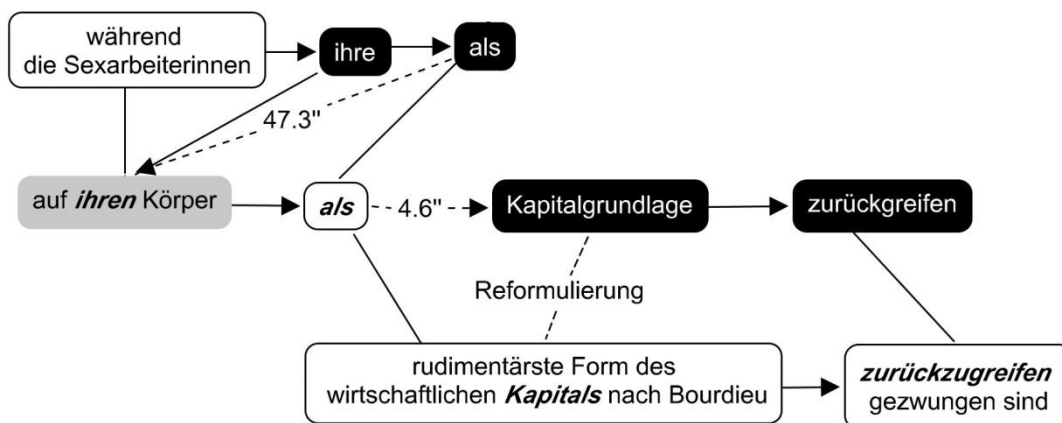 während
die Sexarbeiterinnen
ihre
als
47.3"
auf ihren Körper
als
4.6"
Kapitalgrundlage
zurückgreifen
Reformulierung
rudimentärste Form des
wirtschaftlichen Kapitals nach Bourdieu
zurückzugreifen
gezwungen sind